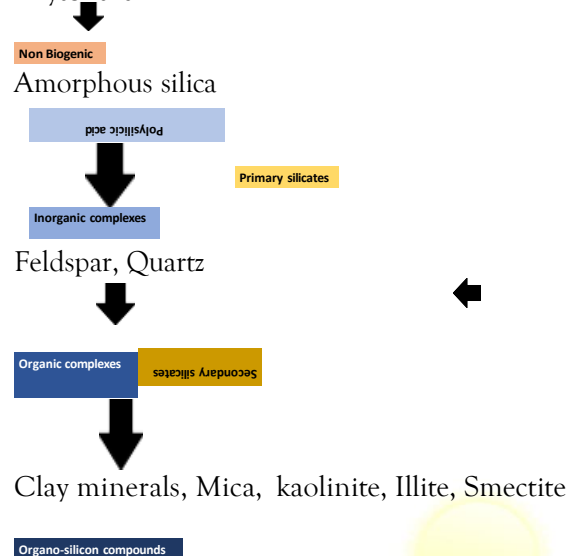 Non Biogenic
Amorphous silica
Polysilicic acid
Primary silicates
Inorganic complexes
Feldspar, Quartz
Organic complexes
Secondary silicates
Clay minerals, Mica, kaolinite, Illite, Smectite
Organo-silicon compounds